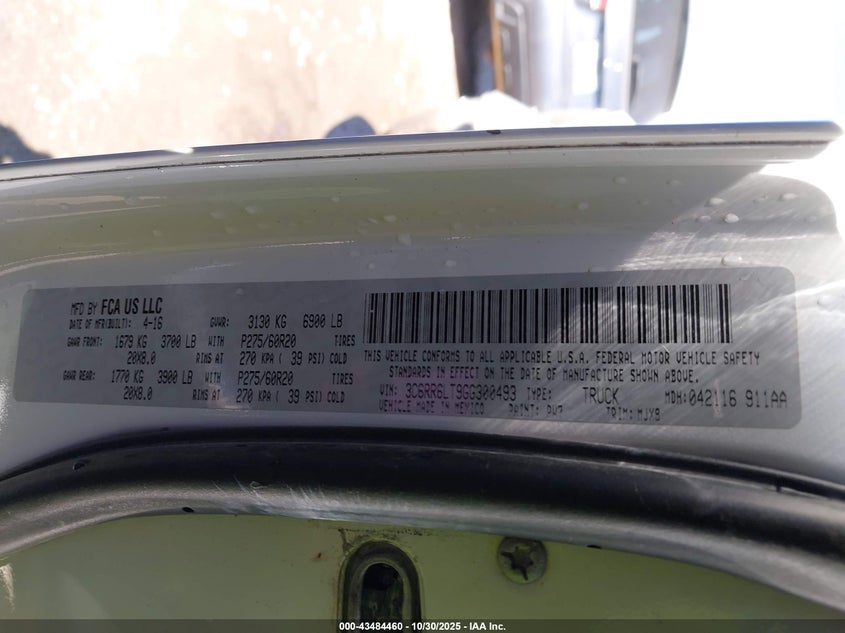 MFD BY FCA US LLC
DATE OF MFR(BUILT): 4-16 GVWR: 3130 KG 6900 LB
GAWR FRONT: 1679 KG 3700 LB WITH P275/60R20 TIRES
20X8.0 RIMS AT 270 KPA ( 39 PSI) COLD
GAWR REAR: 1770 KG 3900 LB WITH P275/60R20 TIRES
20X8.0 RIMS AT 270 KPA ( 39 PSI) COLD
THIS VEHICLE CONFORMS TO ALL APPLICABLE U.S.A. FEDERAL MOTOR VEHICLE SAFETY
STANDARDS IN EFFECT ON THE DATE OF MANUFACTURE SHOWN ABOVE.
VIN: 3C6RR6LT9GG300493 TYPE: TRUCK MDH: 042116 911AA
VEHICLE MADE IN MEXICO PAINT: PW7 TRIM: MJX8
000-43484460 - 10/30/2025 - IAA Inc.